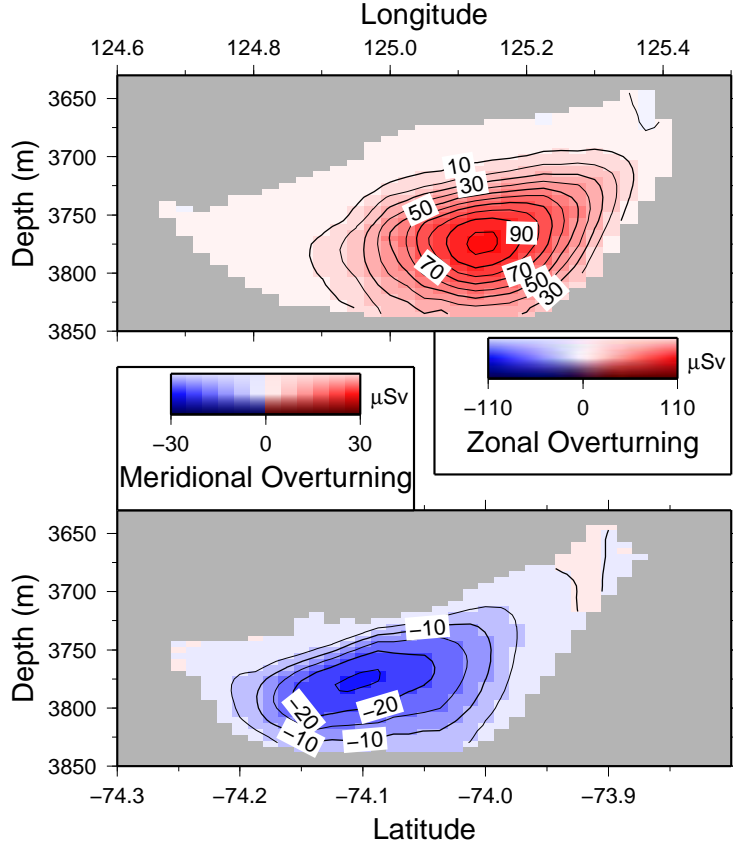 Longitude
124.6 124.8 125.0 125.2 125.4
Depth (m)
3650
3700
3750
3800
3850
10
30
50
90
70
70
50
30
μSv
−110 0 110
Zonal Overturning
μSv
−30 0 30
Meridional Overturning
Depth (m)
3650
3700
3750
3800
3850
−10
−20
−20
−10
−10
−74.3 −74.2 −74.1 −74.0 −73.9
Latitude